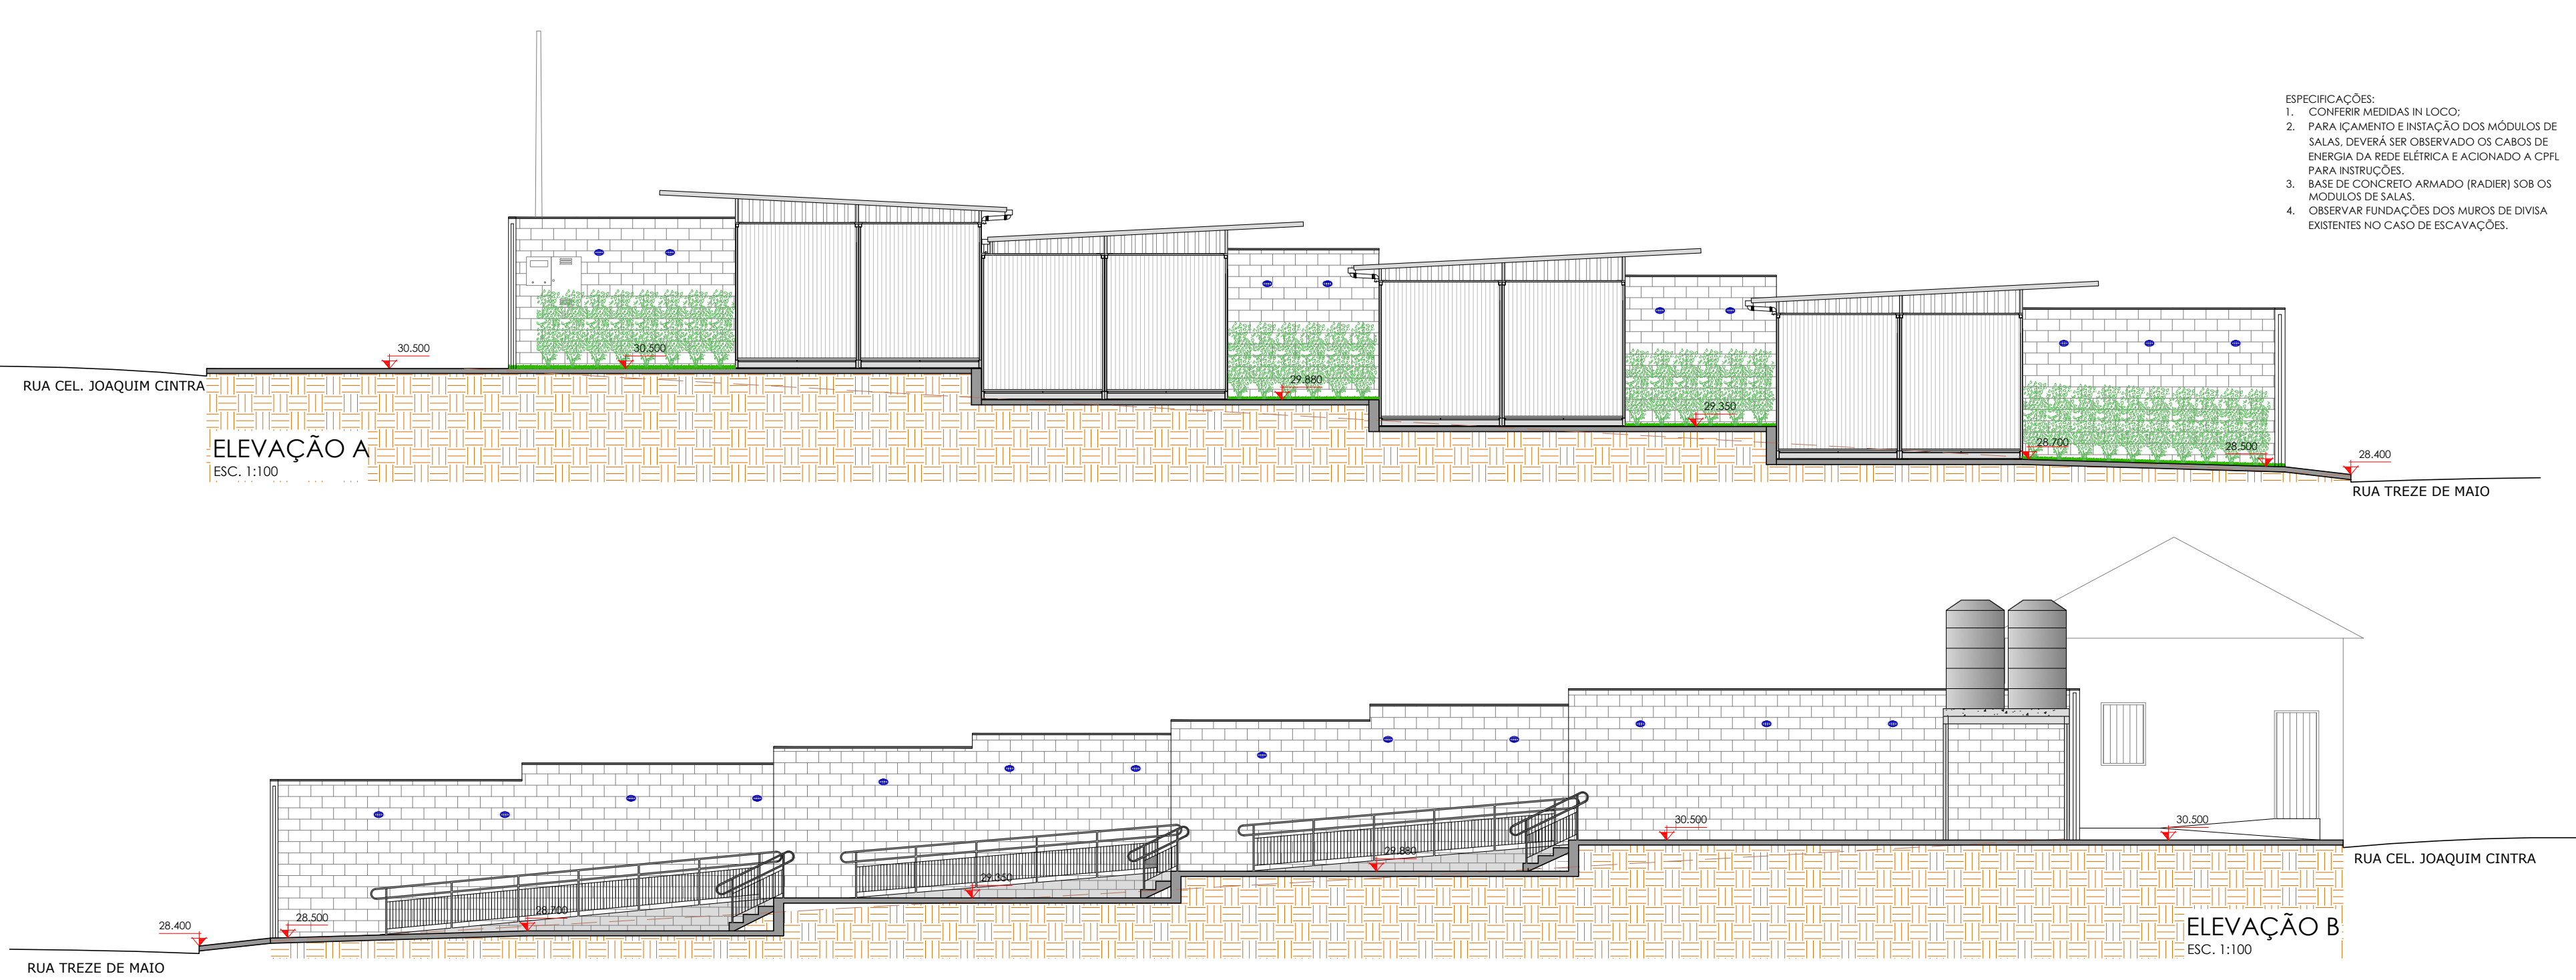 ESPECIFICAÇÕES:
1. CONFERIR MEDIDAS IN LOCO;
2. PARA IÇAMENTO E INSTAÇÃO DOS MÓDULOS DE
SALAS, DEVERÁ SER OBSERVADO OS CABOS DE
ENERGIA DA REDE ELÉTRICA E ACIONADO A CPFL
PARA INSTRUÇÕES.
3. BASE DE CONCRETO ARMADO (RADIER) SOB OS
MODULOS DE SALAS.
4. OBSERVAR FUNDAÇÕES DOS MUROS DE DIVISA
EXISTENTES NO CASO DE ESCAVAÇÕES.
30.500
30.500
RUA CEL. JOAQUIM CINTRA
29.880
29.350
28.700
28.500
28.400
RUA TREZE DE MAIO
ELEVAÇÃO A
ESC. 1:100
30.500
30.500
29.880
29.350
28.700
28.500
28.400
RUA TREZE DE MAIO
RUA CEL. JOAQUIM CINTRA
ELEVAÇÃO B
ESC. 1:100